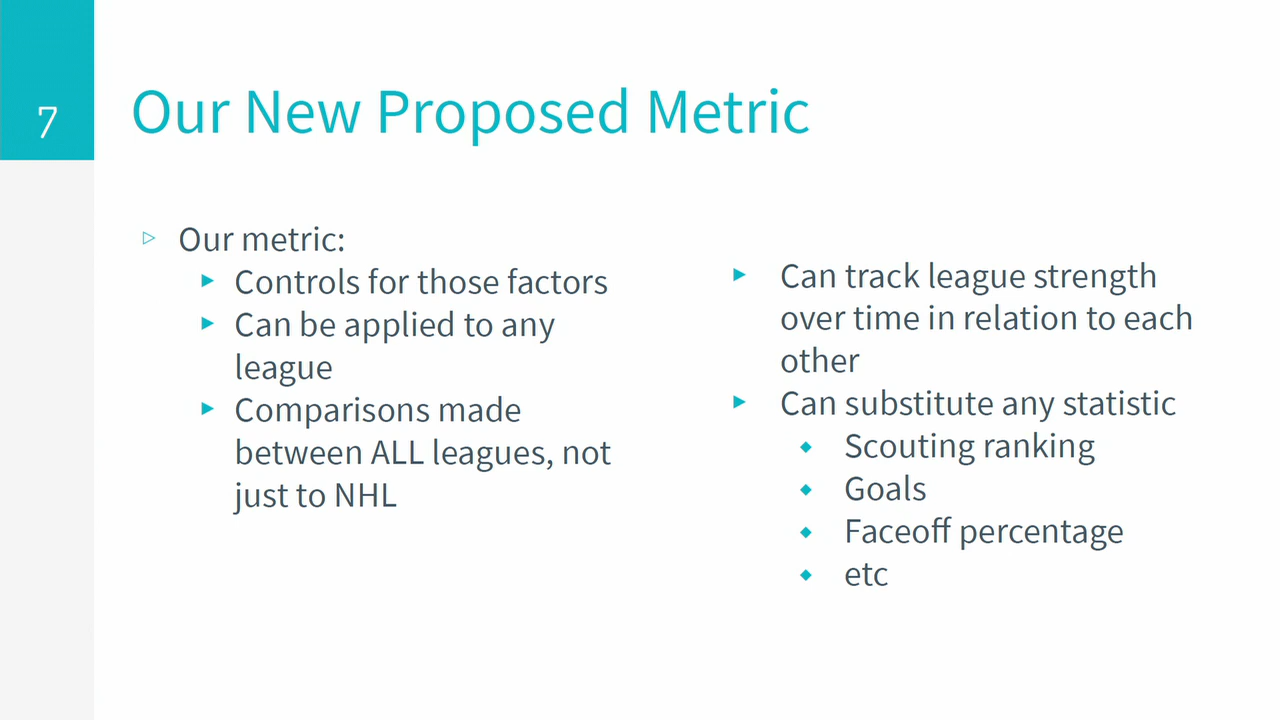 7
Our New Proposed Metric
Our metric:
Controls for those factors
Can be applied to any
league
Comparisons made
between ALL leagues, not
just to NHL
Can track league strength
over time in relation to each
other
Can substitute any statistic
Scouting ranking
Goals
Faceoff percentage
etc